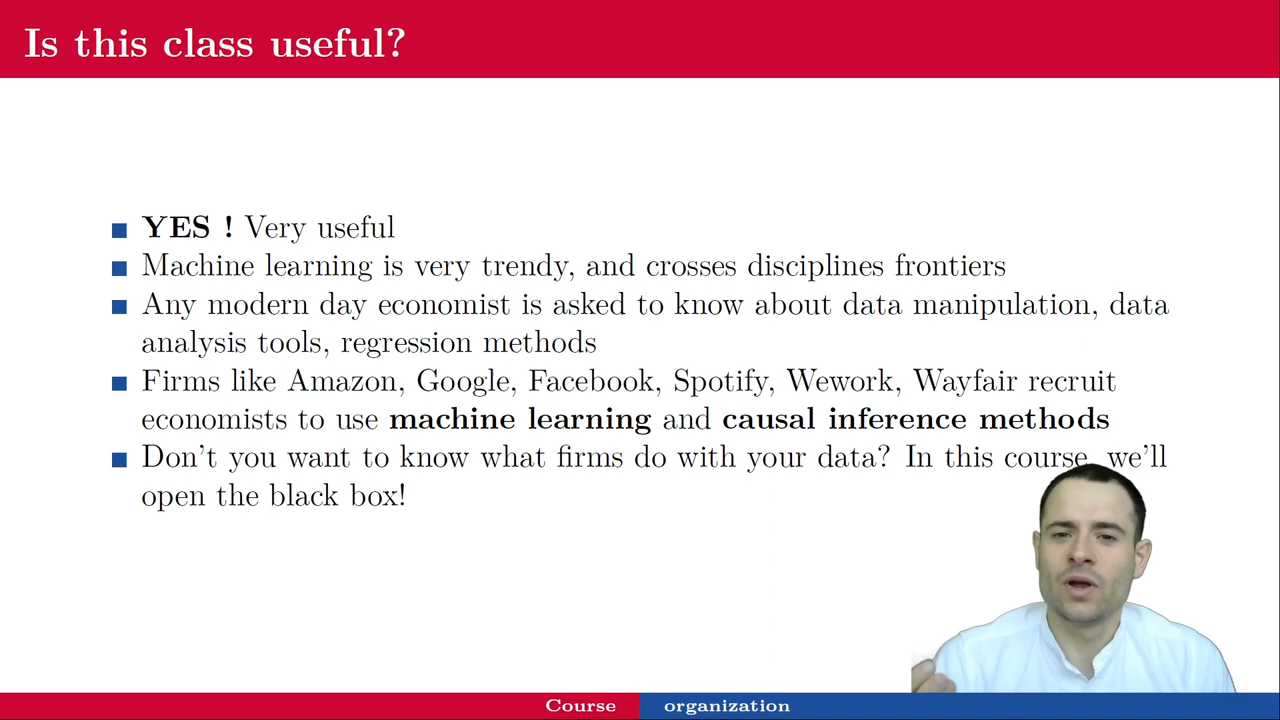 Is this class useful?
YES ! Very useful
Machine learning is very trendy, and crosses disciplines frontiers
Any modern day economist is asked to know about data manipulation, data
analysis tools, regression methods
Firms like Amazon, Google, Facebook, Spotify, Wework, Wayfair recruit
economists to use machine learning and causal inference methods
Don't you want to know what firms do with your data? In this course, we'll
open the black box!
Course organization